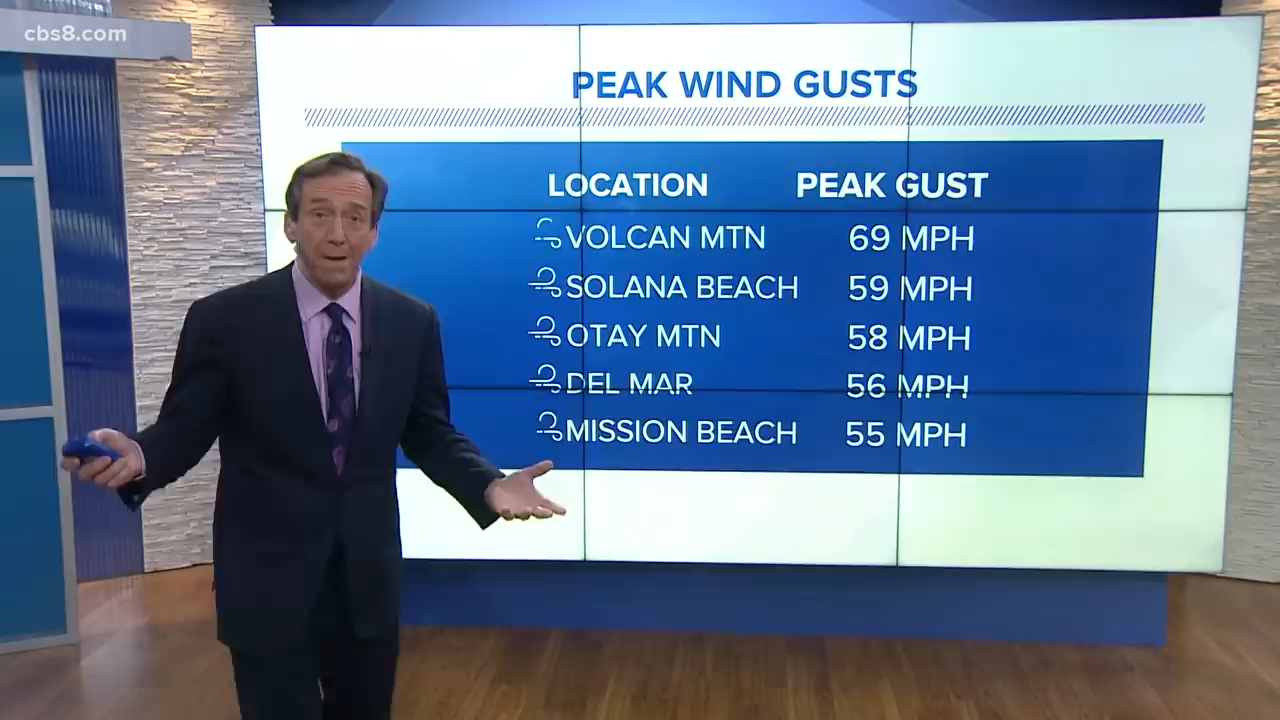 cbs8.com
PEAK WIND GUSTS
LOCATION PEAK GUST
VOLCAN MTN 69 MPH
SOLANA BEACH 59 MPH
OTAY MTN 58 MPH
DEL MAR 56 MPH
MISSION BEACH 55 MPH